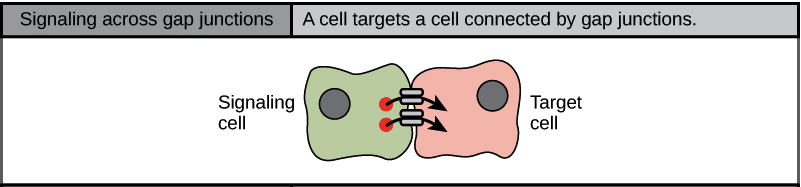 Signaling across gap junctions
A cell targets a cell connected by gap junctions.
Signaling
cell
Target
cell